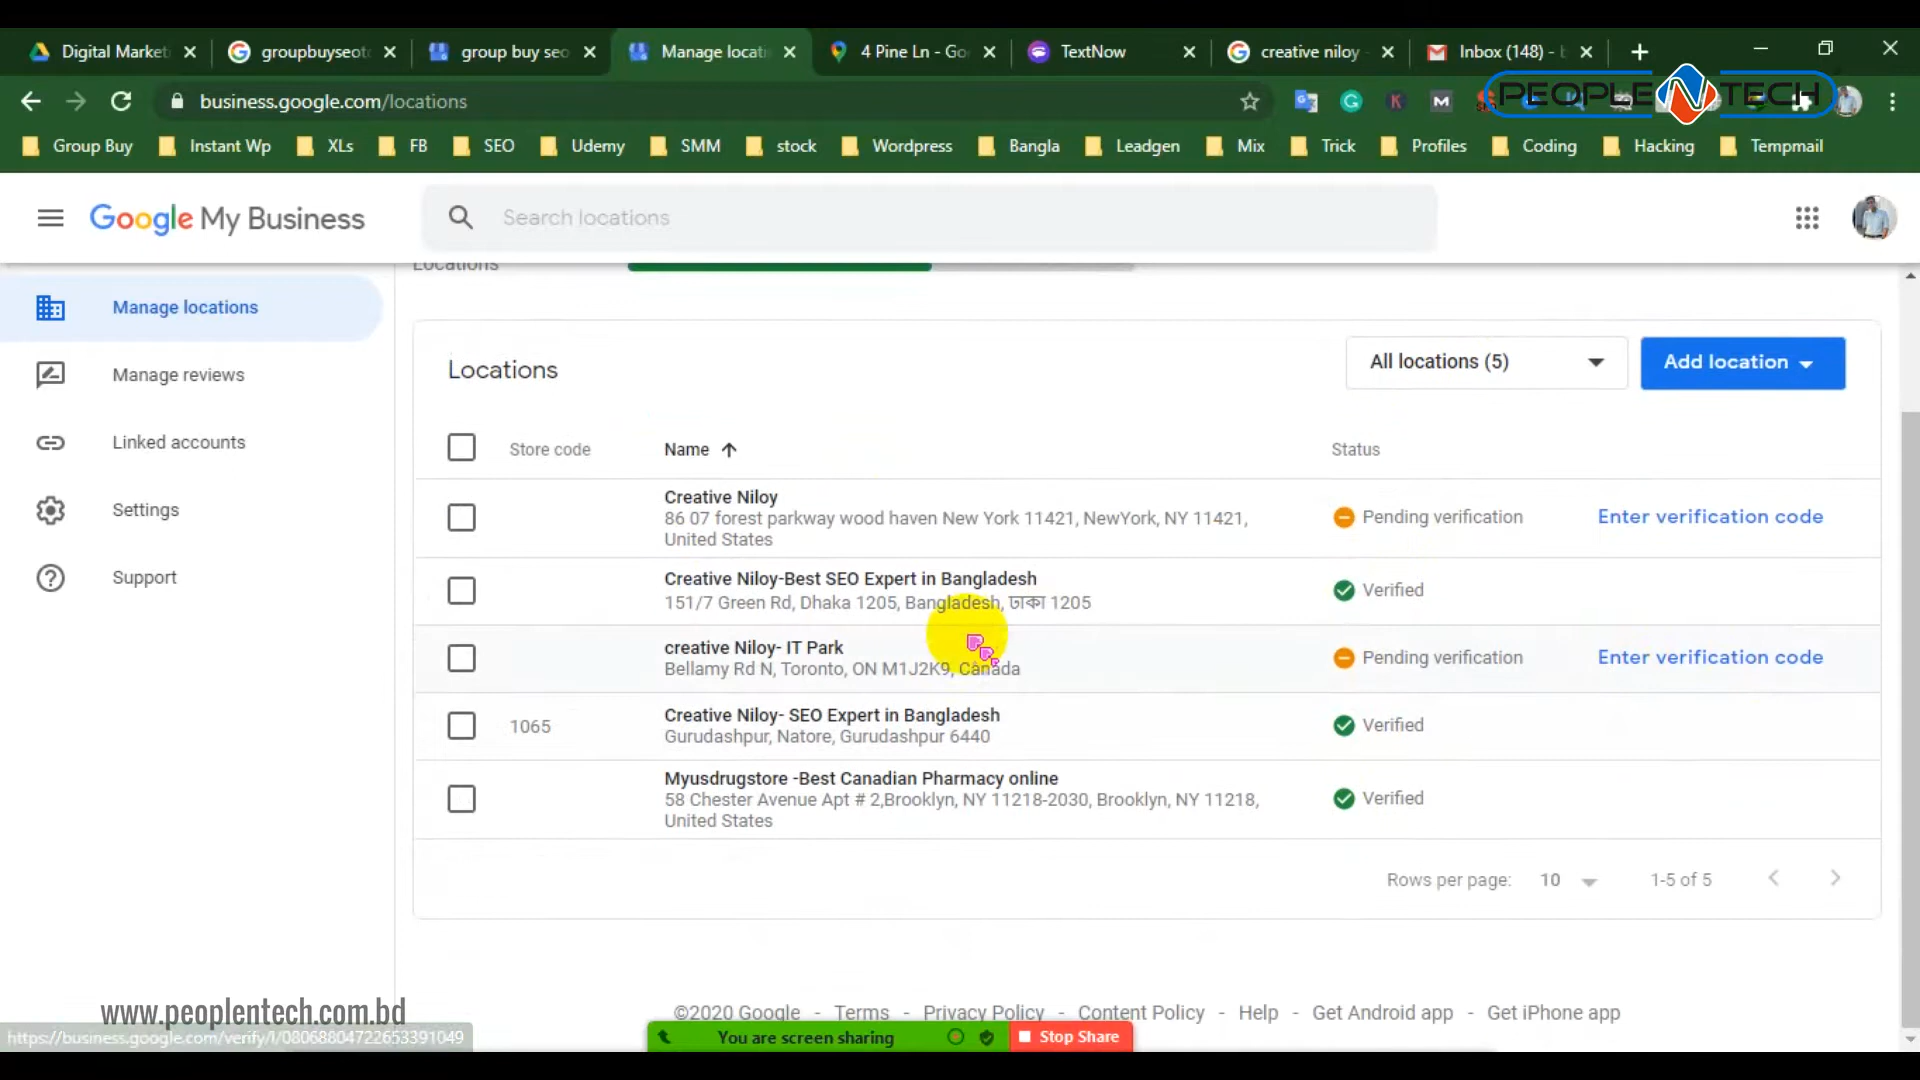 Digital Market
groupbuyseot
group buy seo
Manage locati
4 Pine Ln - Go
TextNow
creative niloy
Inbox (148) -
business.google.com/locations
PEOPLE N TECH
Group Buy
Instant Wp
XLs
FB
SEO
Udemy
SMM
stock
Wordpress
Bangla
Leadgen
Mix
Trick
Profiles
Coding
Hacking
Tempmail
Google My Business
Search locations
Locations
Manage locations
Manage reviews
Linked accounts
Settings
Support
Locations
All locations (5)
Add location
Store code
Name
Status
Creative Niloy
86 07 forest parkway wood haven New York 11421, NewYork, NY 11421,
United States
Pending verification
Enter verification code
Creative Niloy-Best SEO Expert in Bangladesh
151/7 Green Rd, Dhaka 1205, Bangladesh, ঢাকা 1205
Verified
creative Niloy- IT Park
Bellamy Rd N, Toronto, ON M1J2K9, Canada
Pending verification
Enter verification code
1065
Creative Niloy- SEO Expert in Bangladesh
Gurudashpur, Natore, Gurudashpur 6440
Verified
Myusdrugstore -Best Canadian Pharmacy online
58 Chester Avenue Apt # 2,Brooklyn, NY 11218-2030, Brooklyn, NY 11218,
United States
Verified
Rows per page: 10
1-5 of 5
©2020 Google - Terms - Privacy Policy - Content Policy - Help - Get Android app - Get iPhone app
www.peoplentech.com.bd
https://business.google.com/verify/l/08068804722653391049
You are screen sharing
Stop Share